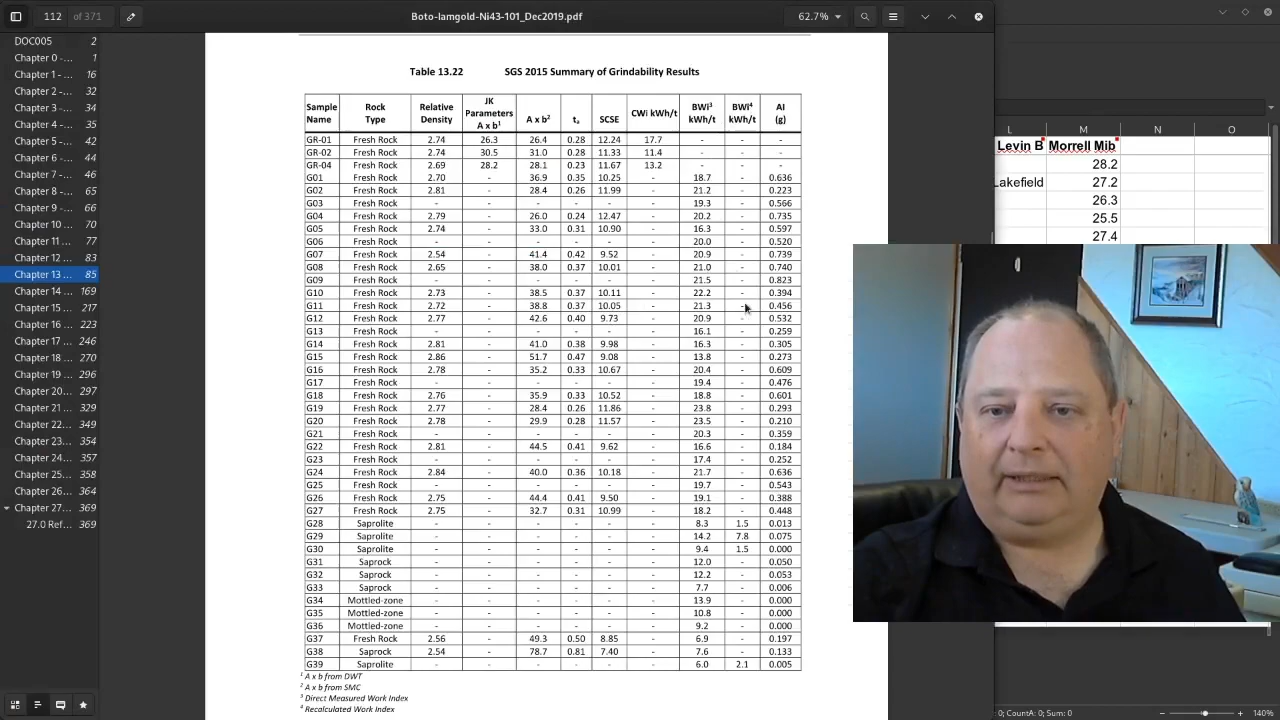 112 of 371
Boto-Iamgold-Ni43-101_Dec2019.pdf
62.7%
DOC005 2
Chapter 0 -... 1
Chapter 1 -... 16
Chapter 2 -... 32
Chapter 3 -... 34
Chapter 4 -... 35
Chapter 5 -... 42
Chapter 6 -... 44
Chapter 7 -... 46
Chapter 8 -... 65
Chapter 9 -... 66
Chapter 10 ... 70
Chapter 11 ... 77
Chapter 12 ... 83
Chapter 13 ... 85
Chapter 14 ... 169
Chapter 15 ... 217
Chapter 16 ... 223
Chapter 17 ... 246
Chapter 18 ... 270
Chapter 19 ... 296
Chapter 20... 297
Chapter 21 ... 329
Chapter 22... 349
Chapter 23... 354
Chapter 24... 357
Chapter 25... 358
Chapter 26... 364
Chapter 27... 369
27.0 Ref... 369
Table 13.22 SGS 2015 Summary of Grindability Results
Sample Name Rock Type Relative Density JK Parameters A x b¹ A x b² tₐ SCSE CWi kWh/t BWi³ kWh/t BWi⁴ kWh/t AI (g)
GR-01 Fresh Rock 2.74 26.3 26.4 0.28 12.24 17.7 - - -
GR-02 Fresh Rock 2.74 30.5 31.0 0.28 11.33 11.4 - - -
GR-04 Fresh Rock 2.69 28.2 28.1 0.23 11.67 13.2 - - -
G01 Fresh Rock 2.70 - 36.9 0.35 10.25 - 18.7 - 0.636
G02 Fresh Rock 2.81 - 28.4 0.26 11.99 - 21.2 - 0.223
G03 Fresh Rock - - - - - - 19.3 - 0.566
G04 Fresh Rock 2.79 - 26.0 0.24 12.47 - 20.2 - 0.735
G05 Fresh Rock 2.74 - 33.0 0.31 10.90 - 16.3 - 0.597
G06 Fresh Rock - - - - - - 20.0 - 0.520
G07 Fresh Rock 2.54 - 41.4 0.42 9.52 - 20.9 - 0.739
G08 Fresh Rock 2.65 - 38.0 0.37 10.01 - 21.0 - 0.740
G09 Fresh Rock - - - - - - 21.5 - 0.823
G10 Fresh Rock 2.73 - 38.5 0.37 10.11 - 22.2 - 0.394
G11 Fresh Rock 2.72 - 38.8 0.37 10.05 - 21.3 - 0.456
G12 Fresh Rock 2.77 - 42.6 0.40 9.73 - 20.9 - 0.532
G13 Fresh Rock - - - - - - 16.1 - 0.259
G14 Fresh Rock 2.81 - 41.0 0.38 9.98 - 16.3 - 0.305
G15 Fresh Rock 2.86 - 51.7 0.47 9.08 - 13.8 - 0.273
G16 Fresh Rock 2.78 - 35.2 0.33 10.67 - 20.4 - 0.609
G17 Fresh Rock - - - - - - 19.4 - 0.476
G18 Fresh Rock 2.76 - 35.9 0.33 10.52 - 18.8 - 0.601
G19 Fresh Rock 2.77 - 28.4 0.26 11.86 - 23.8 - 0.293
G20 Fresh Rock 2.78 - 29.9 0.28 11.57 - 23.5 - 0.210
G21 Fresh Rock - - - - - - 20.3 - 0.359
G22 Fresh Rock 2.81 - 44.5 0.41 9.62 - 16.6 - 0.184
G23 Fresh Rock - - - - - - 17.4 - 0.252
G24 Fresh Rock 2.84 - 40.0 0.36 10.18 - 21.7 - 0.636
G25 Fresh Rock - - - - - - 19.7 - 0.543
G26 Fresh Rock 2.75 - 44.4 0.41 9.50 - 19.1 - 0.388
G27 Fresh Rock 2.75 - 32.7 0.31 10.99 - 18.2 - 0.448
G28 Saprolite - - - - - - 8.3 1.5 0.013
G29 Saprolite - - - - - - 14.2 7.8 0.075
G30 Saprolite - - - - - - 9.4 1.5 0.000
G31 Saprock - - - - - - 12.0 - 0.050
G32 Saprock - - - - - - 12.2 - 0.053
G33 Saprock - - - - - - 7.7 - 0.006
G34 Mottled-zone - - - - - - 13.9 - 0.000
G35 Mottled-zone - - - - - - 10.8 - 0.000
G36 Mottled-zone - - - - - - 9.2 - 0.000
G37 Fresh Rock 2.56 - 49.3 0.50 8.85 - 6.9 - 0.197
G38 Saprock 2.54 - 78.7 0.81 7.40 - 7.6 - 0.133
G39 Saprolite - - - - - - 6.0 2.1 0.005
¹ A x b from DWT
² A x b from SMC
³ Direct Measured Work Index
⁴ Recalculated Work Index
L M N O
Levin B Morrell Mib
28.2
Lakefield 27.2
26.3
25.5
27.4
0; CountA: 0; Sum: 0
140%